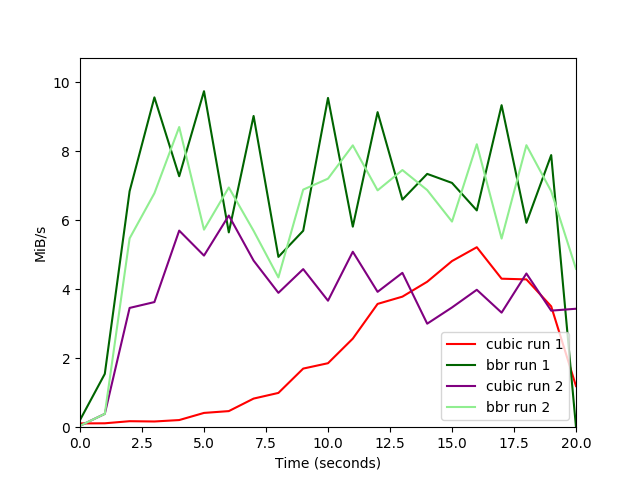 10
8
6
4
2
0
MiB/s
0.0 2.5 5.0 7.5 10.0 12.5 15.0 17.5 20.0
Time (seconds)
cubic run 1
bbr run 1
cubic run 2
bbr run 2